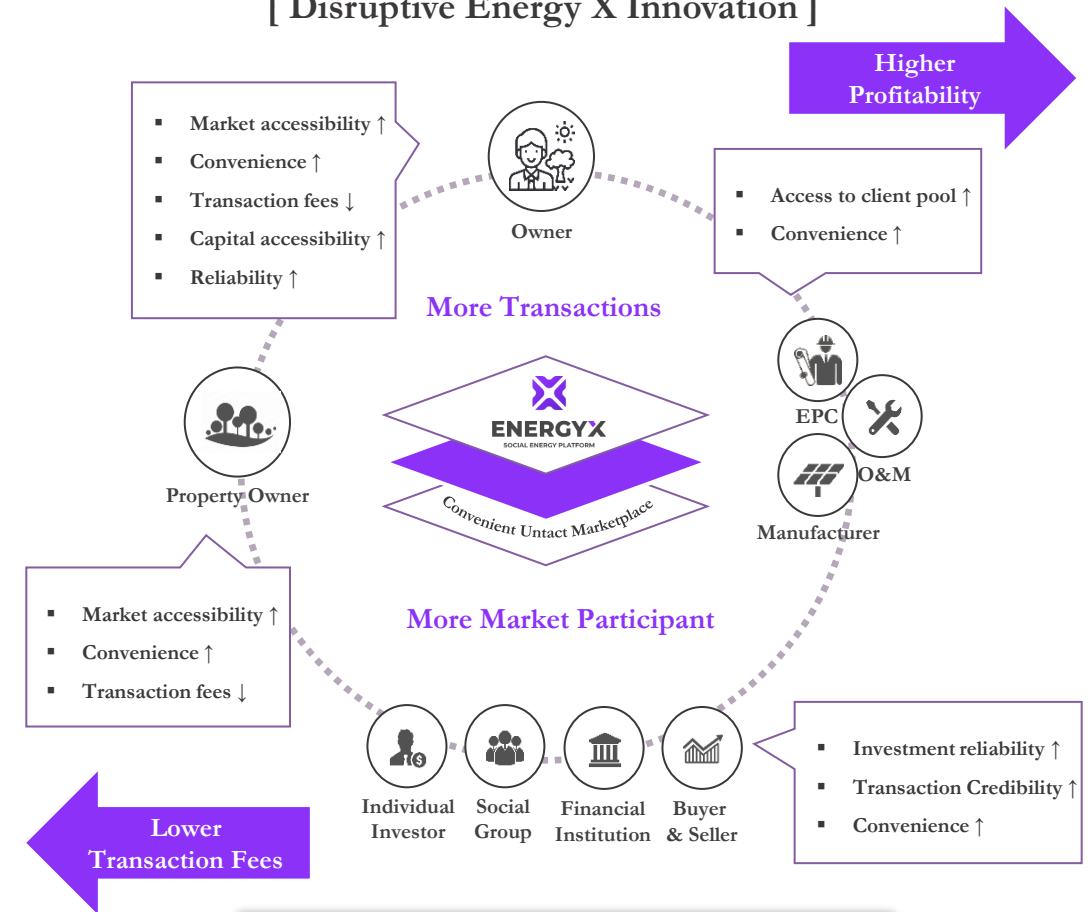 [ Disruptive Energy X Innovation ]
Higher
Profitability
▪ Market accessibility ↑
▪ Convenience ↑
▪ Transaction fees ↓
▪ Capital accessibility ↑
▪ Reliability ↑
Owner
▪ Access to client pool ↑
▪ Convenience ↑
More Transactions
ENERGYX
SOCIAL ENERGY PLATFORM
Convenient Untact Marketplace
EPC
O&M
Manufacturer
Property Owner
▪ Market accessibility ↑
▪ Convenience ↑
▪ Transaction fees ↓
More Market Participant
Individual
Investor
Social
Group
Financial
Institution
Buyer
& Seller
▪ Investment reliability ↑
▪ Transaction Credibility ↑
▪ Convenience ↑
Lower
Transaction Fees